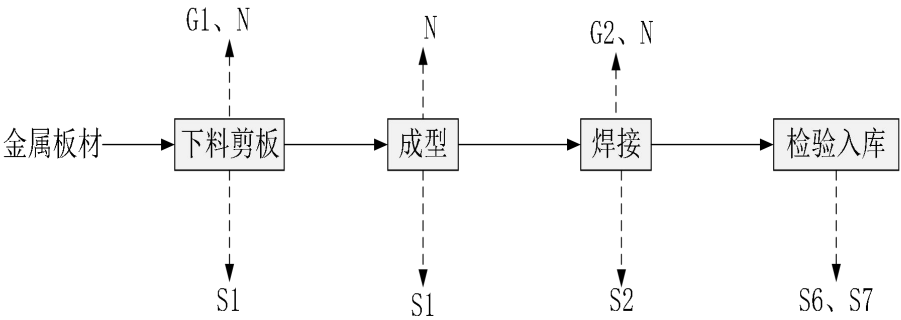 G1、N
N
G2、N
金属板材
下料剪板
成型
焊接
检验入库
S1
S1
S2
S6、S7